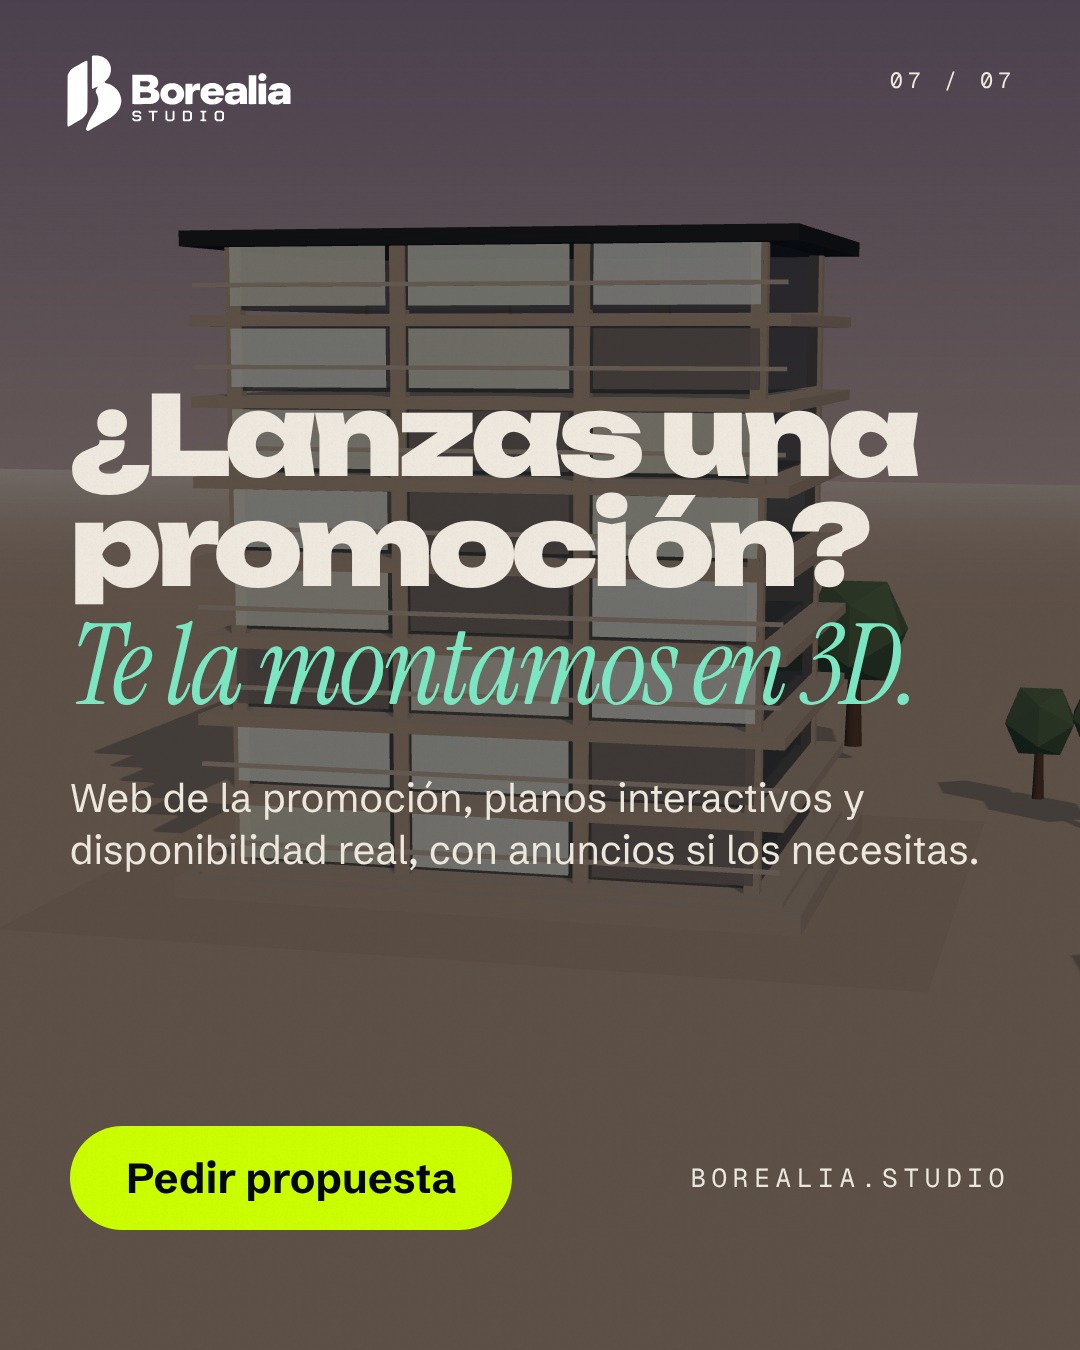 Borealia
STUDIO
07 / 07
¿Lanzas una
promoción?
Te la montamos en 3D.
Web de la promoción, planos interactivos y
disponibilidad real, con anuncios si los necesitas.
Pedir propuesta
BOREALIA.STUDIO